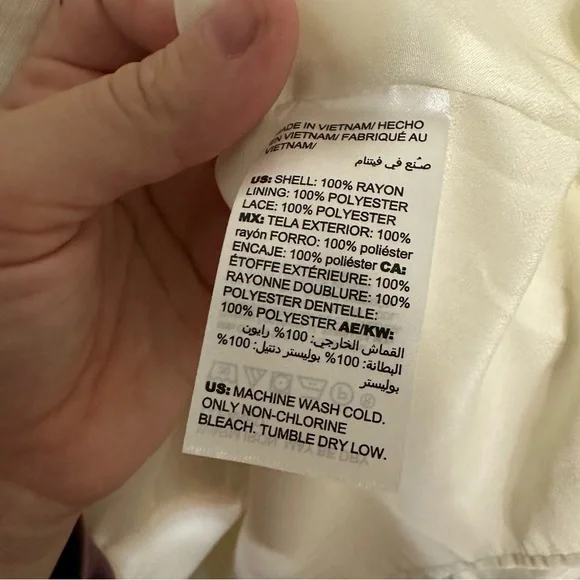 MADE IN VIETNAM/ HECHO
EN VIETNAM/ FABRIQUÉ AU
VIETNAM/
صنع في فيتنام
US: SHELL: 100% RAYON
LINING: 100% POLYESTER
LACE: 100% POLYESTER
MX: TELA EXTERIOR: 100%
rayón FORRO: 100% poliéster
ENCAJE: 100% poliéster CA:
ÉTOFFE EXTÉRIEURE: 100%
RAYONNE DOUBLURE: 100%
POLYESTER DENTELLE:
100% POLYESTER AE/KW:
القماش الخارجي: 100% رايون
البطانة: 100% بوليستر دنتيل: 100%
بوليستر
US: MACHINE WASH COLD.
ONLY NON-CHLORINE
BLEACH. TUMBLE DRY LOW.